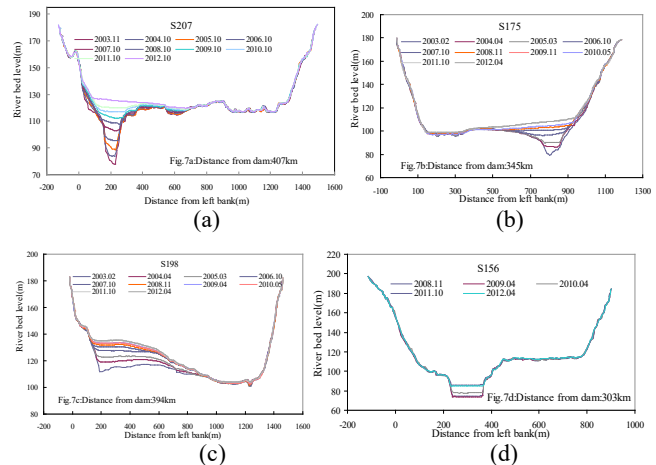 S207
2003.11 2004.10 2005.10 2006.10
2007.10 2008.10 2009.10 2010.10
2011.10 2012.10
River bed level(m)
190
170
150
130
110
90
70
-200 0 200 400 600 800 1000 1200 1400 1600
Fig.7a:Distance from dam:407km
Distance from left bank(m)
(a)
S175
2003.02 2004.04 2005.03 2006.10
2007.10 2008.11 2009.11 2010.05
2011.10 2012.04
River bed level(m)
200
180
160
140
120
100
80
60
-100 100 300 500 700 900 1100 1300
Fig.7b:Distance from dam:345km
Distance from left bank(m)
(b)
S198
2003.02 2004.04 2005.03 2006.10
2007.10 2008.11 2009.04 2010.05
2011.10 2012.04
River bed level(m)
200
180
160
140
120
100
80
-200 0 200 400 600 800 1000 1200 1400 1600
Fig.7c:Distance from dam:394km
Distance from left bank(m)
(c)
S156
2008.11 2009.04 2010.04
2011.10 2012.04
River bed level(m)
220
200
180
160
140
120
100
80
60
-200 0 200 400 600 800 1000
Fig.7d:Distance from dam:303km
Distance from left bank(m)
(d)